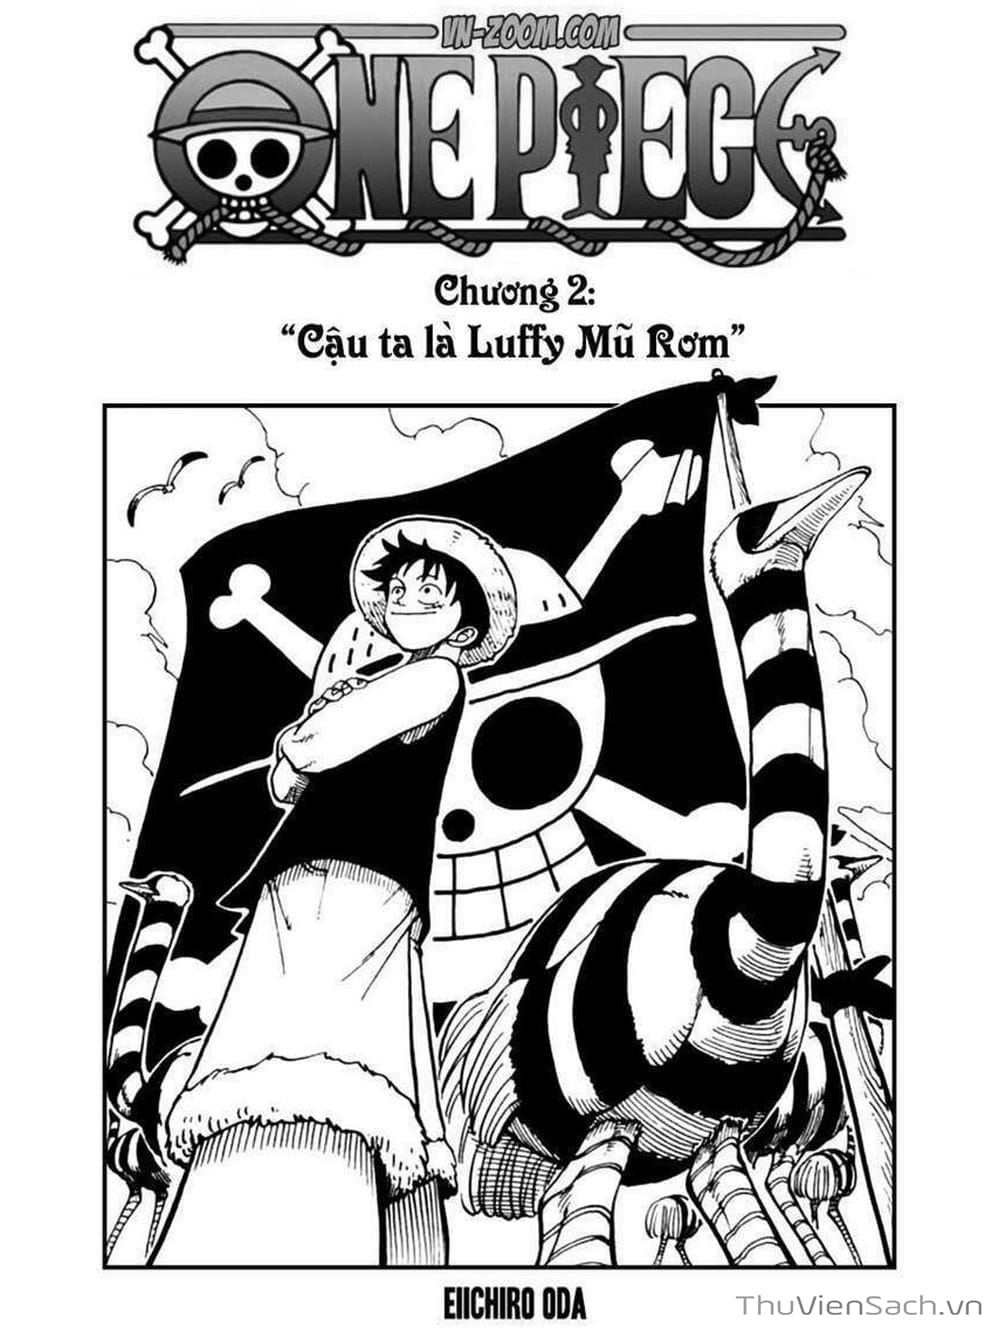 VN-ZOOM.COM
ONE PIECE
Chương 2:
“Cậu ta là Luffy Mũ Rơm”
EIICHIRO ODA
ThuVienSach.vn